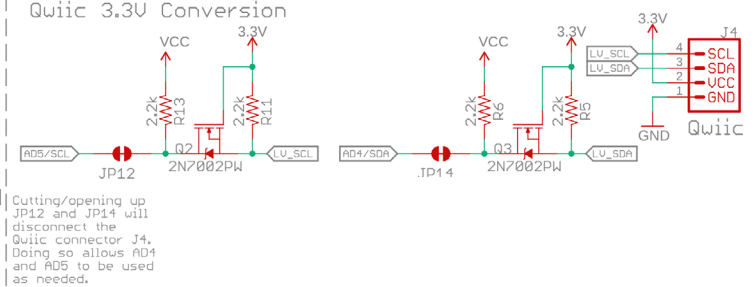 Qwiic 3.3V Conversion
VCC
3.3V
VCC
3.3V
3.3V
J4
LV_SCL
4
SCL
LV_SDA
3
SDA
2
VCC
1
GND
GND
Qwiic
2.2k
R13
2.2k
R11
2.2k
R6
2.2k
R5
Q2
Q3
AD5/SCL
JP12
2N7002PW
LV_SCL
AD4/SDA
JP14
2N7002PW
LV_SDA
Cutting/opening up
JP12 and JP14 will
disconnect the
Qwiic connector J4.
Doing so allows AD4
and AD5 to be used
as needed.